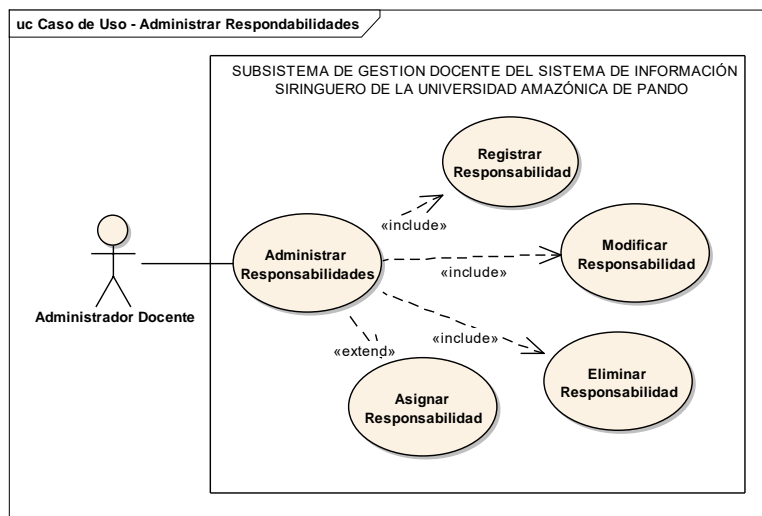 uc Caso de Uso - Administrar Respondabilidades
SUBSISTEMA DE GESTION DOCENTE DEL SISTEMA DE INFORMACIÓN
SIRINGUERO DE LA UNIVERSIDAD AMAZÓNICA DE PANDO
Registrar
Responsabilidad
«include»
Administrar
Responsabilidades
Modificar
Responsabilidad
«include»
Administrador Docente
«include»
«extend»
Eliminar
Responsabilidad
Asignar
Responsabilidad